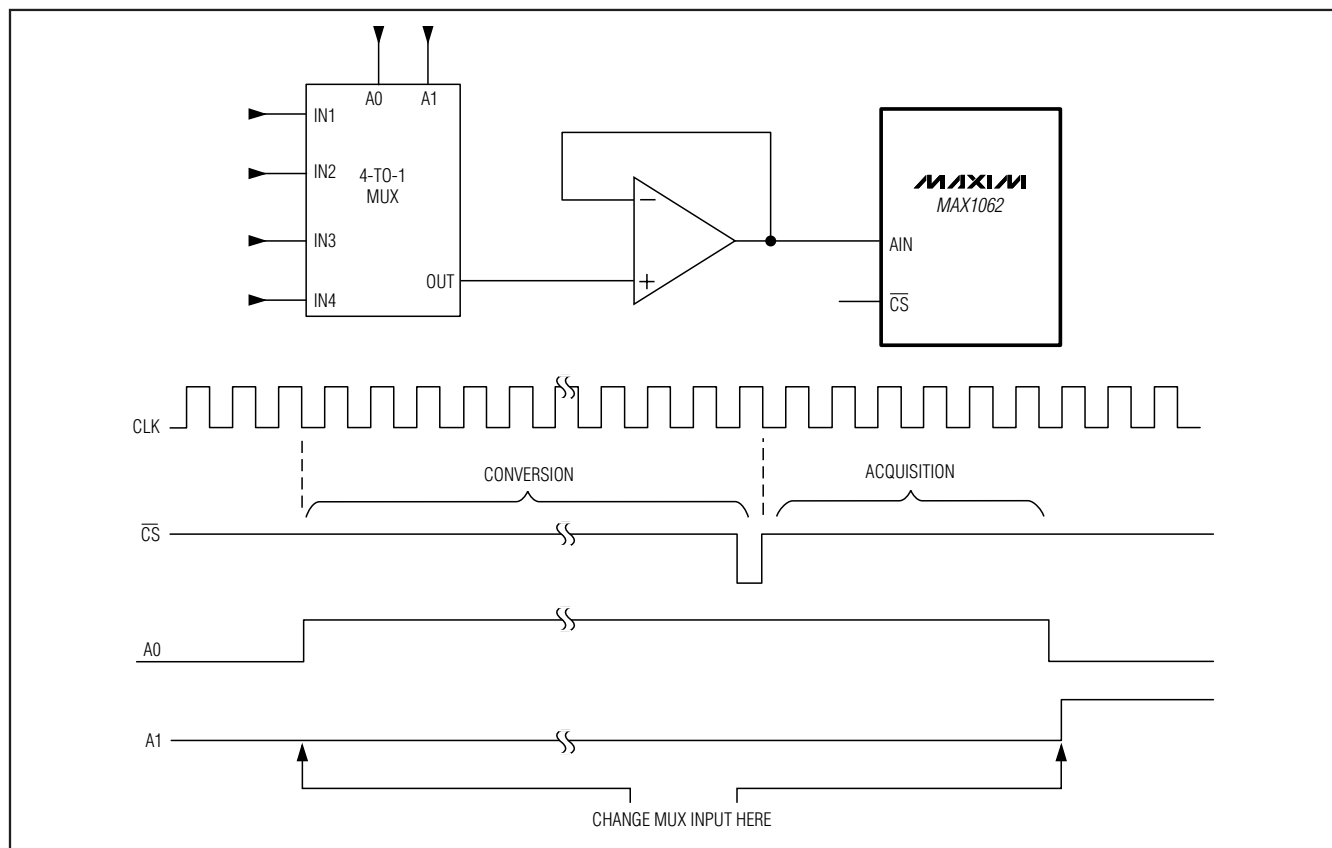 A0 A1
IN1
IN2
IN3
IN4
4-TO-1
MUX
OUT
−
+
MAXIM
MAX1062
AIN
CS
CLK
CONVERSION
ACQUISITION
CS
A0
A1
CHANGE MUX INPUT HERE